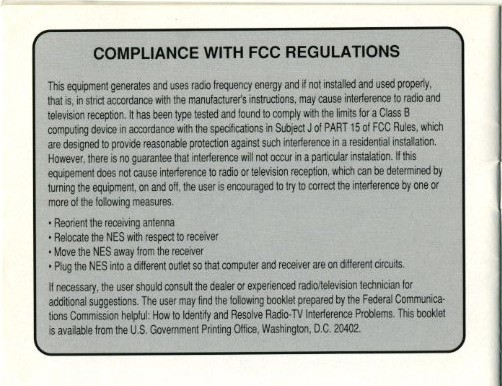 COMPLIANCE WITH FCC REGULATIONS
This equipment generates and uses radio frequency energy and if not installed and used properly,
that is, in strict accordance with the manufacturer's instructions, may cause interference to radio and
television reception. It has been type tested and found to comply with the limits for a Class B
computing device in accordance with the specifications in Subject J of PART 15 of FCC Rules, which
are designed to provide reasonable protection against such interference in a residential installation.
However, there is no guarantee that interference will not occur in a particular instalation. If this
equipement does not cause interference to radio or television reception, which can be determined by
turning the equipment, on and off, the user is encouraged to try to correct the interference by one or
more of the following measures.
• Reorient the receiving antenna
• Relocate the NES with respect to receiver
• Move the NES away from the receiver
• Plug the NES into a different outlet so that computer and receiver are on different circuits.
If necessary, the user should consult the dealer or experienced radio/television technician for
additional suggestions. The user may find the following booklet prepared by the Federal Communica-
tions Commission helpful: How to Identify and Resolve Radio-TV Interference Problems. This booklet
is available from the U.S. Government Printing Office, Washington, D.C. 20402.